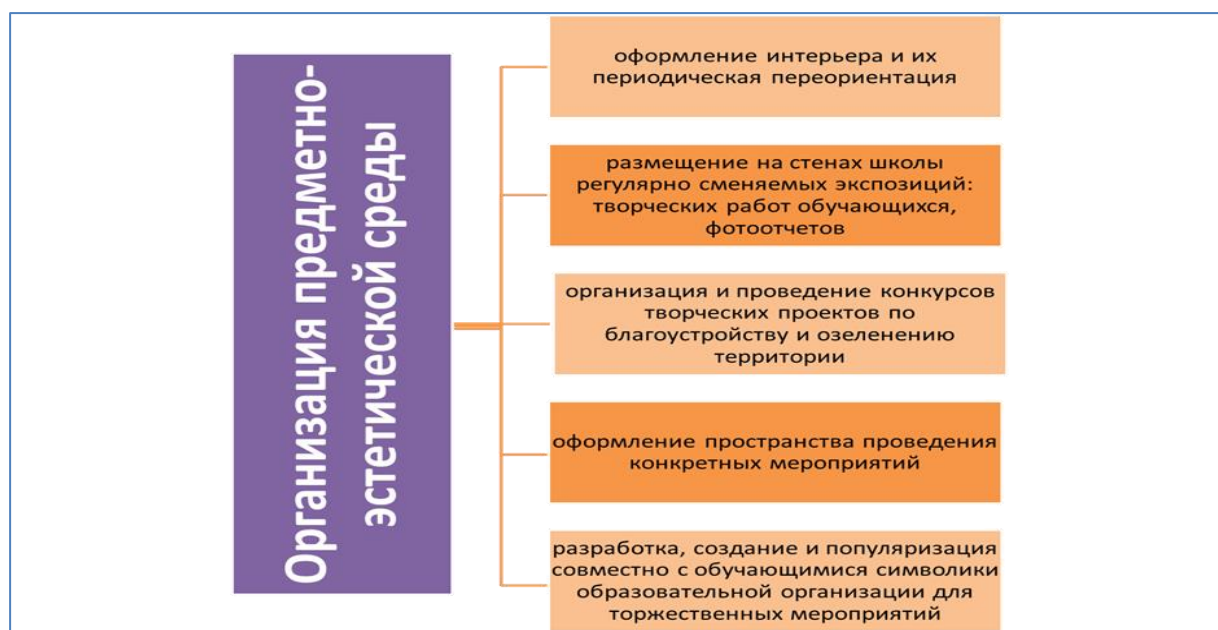 Организация предметно-
эстетической среды
оформление интерьера и их
периодическая переориентация
размещение на стенах школы
регулярно сменяемых экспозиций:
творческих работ обучающихся,
фотоотчетов
организация и проведение конкурсов
творческих проектов по
благоустройству и озеленению
территории
оформление пространства проведения
конкретных мероприятий
разработка, создание и популяризация
совместно с обучающимися символики
образовательной организации для
торжественных мероприятий